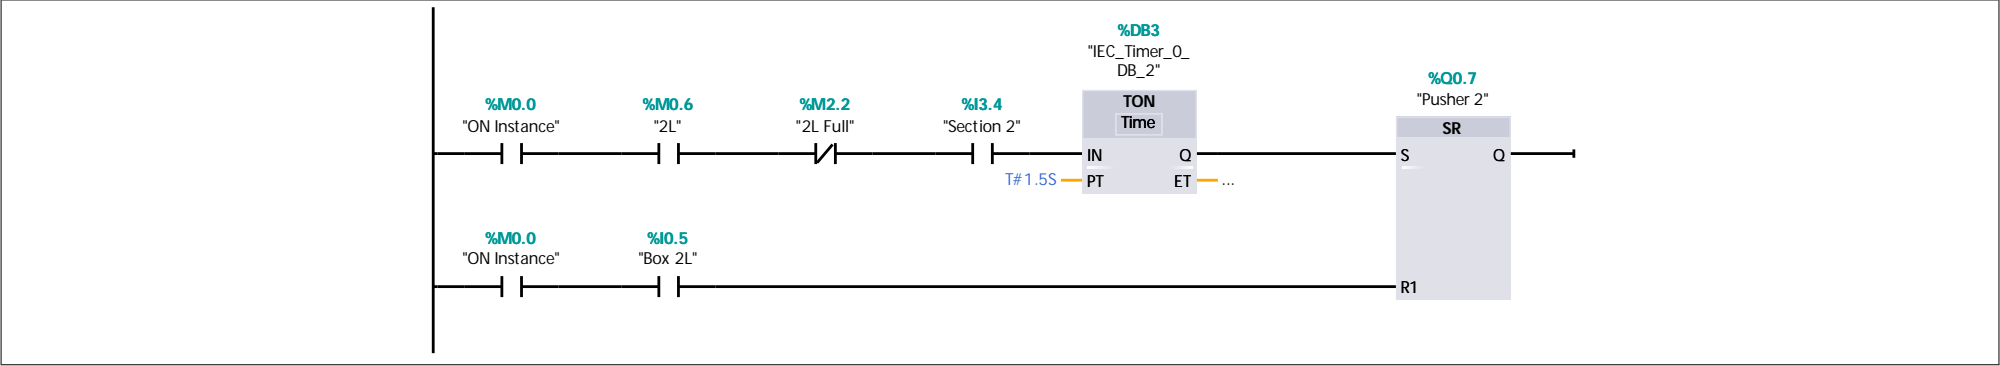 %DB3
"IEC_Timer_0_
DB_2"
%Q0.7
"Pusher 2"
%M0.0 %M0.6 %M2.2 %I3.4 TON
"ON Instance" "2L" "2L Full" "Section 2" Time SR
IN Q S Q
T#1.5S PT ET ...
%M0.0 %I0.5
"ON Instance" "Box 2L"
R1